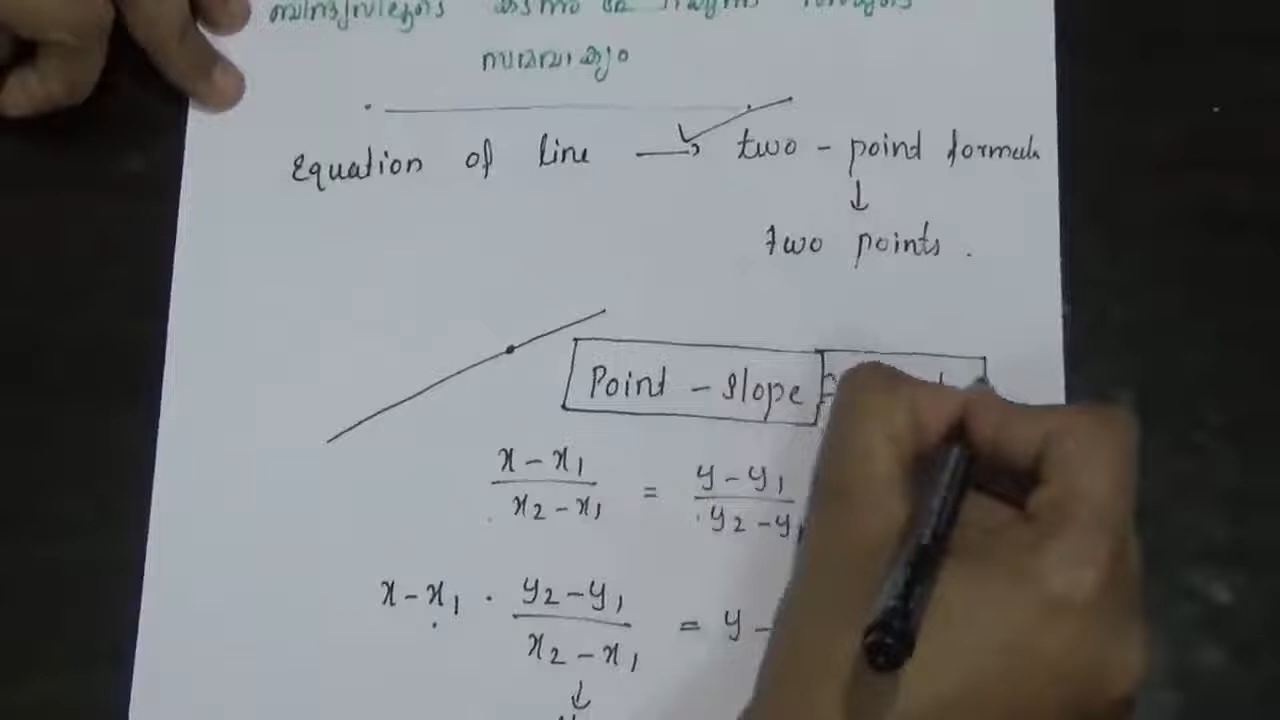 സമവാക്യം
Equation of line → two - point formula
↓
two points .
Point - slope
x - x₁ / x₂ - x₁ = y - y₁ / y₂ - y₁
x - x₁ · y₂ - y₁ / x₂ - x₁ = y -
↓